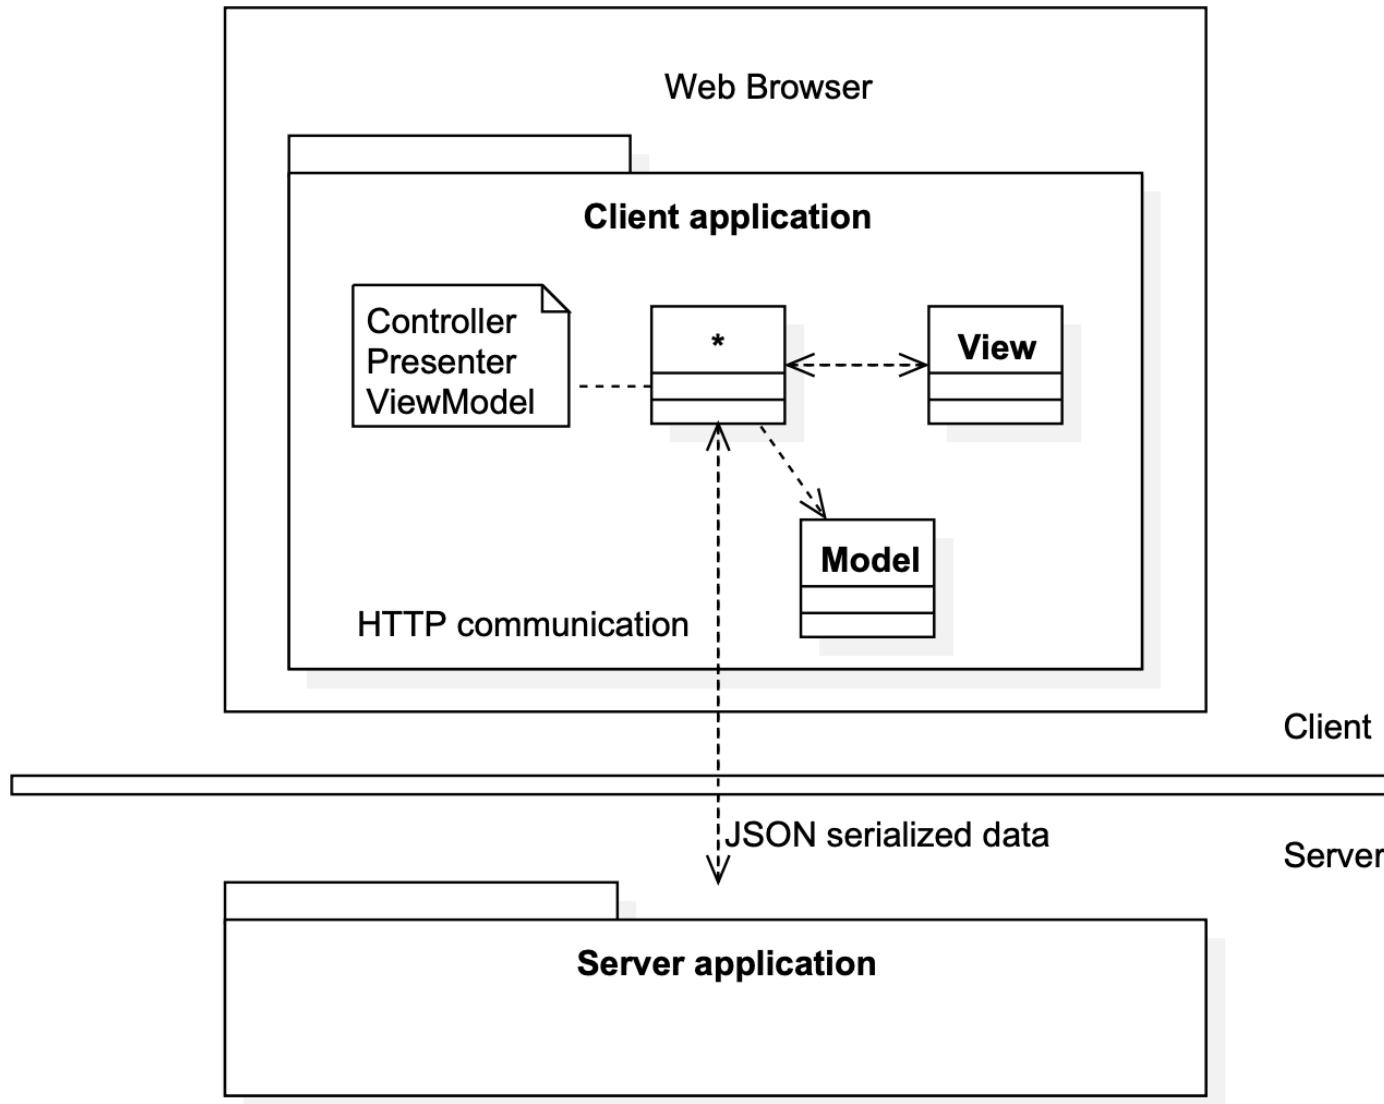 Web Browser
Client application
Controller
Presenter
ViewModel
*
View
Model
HTTP communication
Client
JSON serialized data
Server
Server application